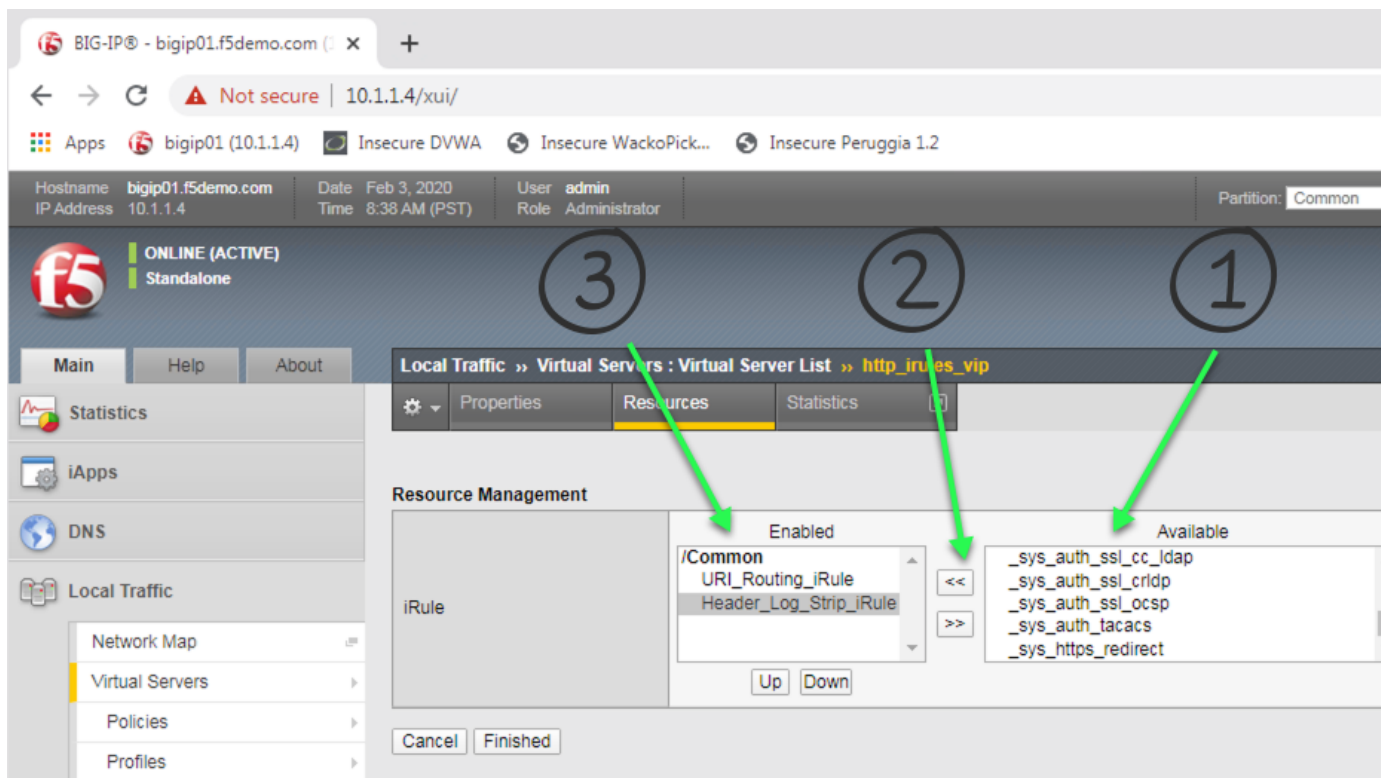 BIG-IP® - bigip01.f5demo.com (
Not secure | 10.1.1.4/xui/
Apps bigip01 (10.1.1.4) Insecure DVWA Insecure WackoPick... Insecure Peruggia 1.2
Hostname bigip01.f5demo.com Date Feb 3, 2020 User admin
IP Address 10.1.1.4 Time 8:38 AM (PST) Role Administrator
Partition: Common
f5
ONLINE (ACTIVE)
Standalone
3 2 1
Main Help About
Local Traffic ›› Virtual Servers : Virtual Server List ›› http_irules_vip
Properties Resources Statistics
Statistics
iApps
DNS
Local Traffic
Network Map
Virtual Servers
Policies
Profiles
Resource Management
iRule
Enabled
/Common
URI_Routing_iRule
Header_Log_Strip_iRule
<<
>>
Up Down
Available
_sys_auth_ssl_cc_ldap
_sys_auth_ssl_crldp
_sys_auth_ssl_ocsp
_sys_auth_tacacs
_sys_https_redirect
Cancel Finished